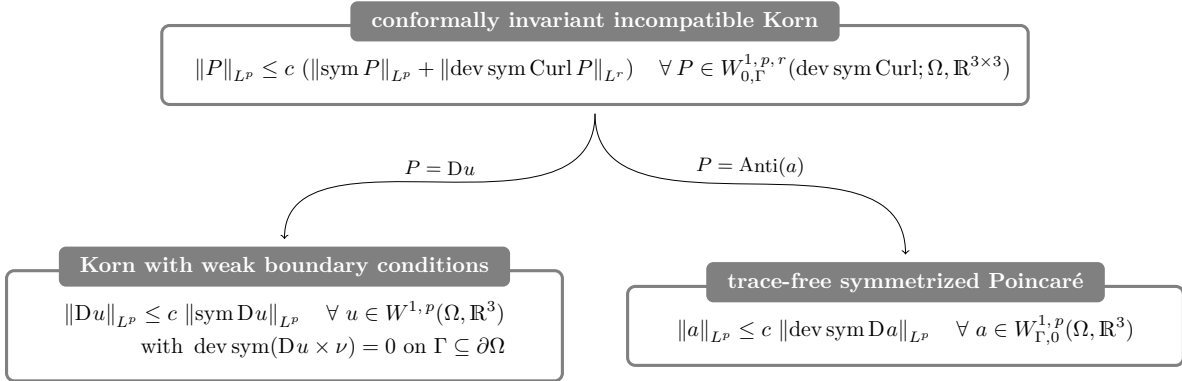 conformally invariant incompatible Korn
‖P‖_{L^p} ≤ c (‖sym P‖_{L^p} + ‖dev sym Curl P‖_{L^r}) ∀ P ∈ W^{1, p, r}_{0,Γ}(dev sym Curl; Ω, ℝ^{3×3})
P = Du
P = Anti(a)
Korn with weak boundary conditions
‖Du‖_{L^p} ≤ c ‖sym Du‖_{L^p} ∀ u ∈ W^{1, p}(Ω, ℝ^3)
with dev sym(Du × ν) = 0 on Γ ⊆ ∂Ω
trace-free symmetrized Poincaré
‖a‖_{L^p} ≤ c ‖dev sym Da‖_{L^p} ∀ a ∈ W^{1, p}_{Γ,0}(Ω, ℝ^3)